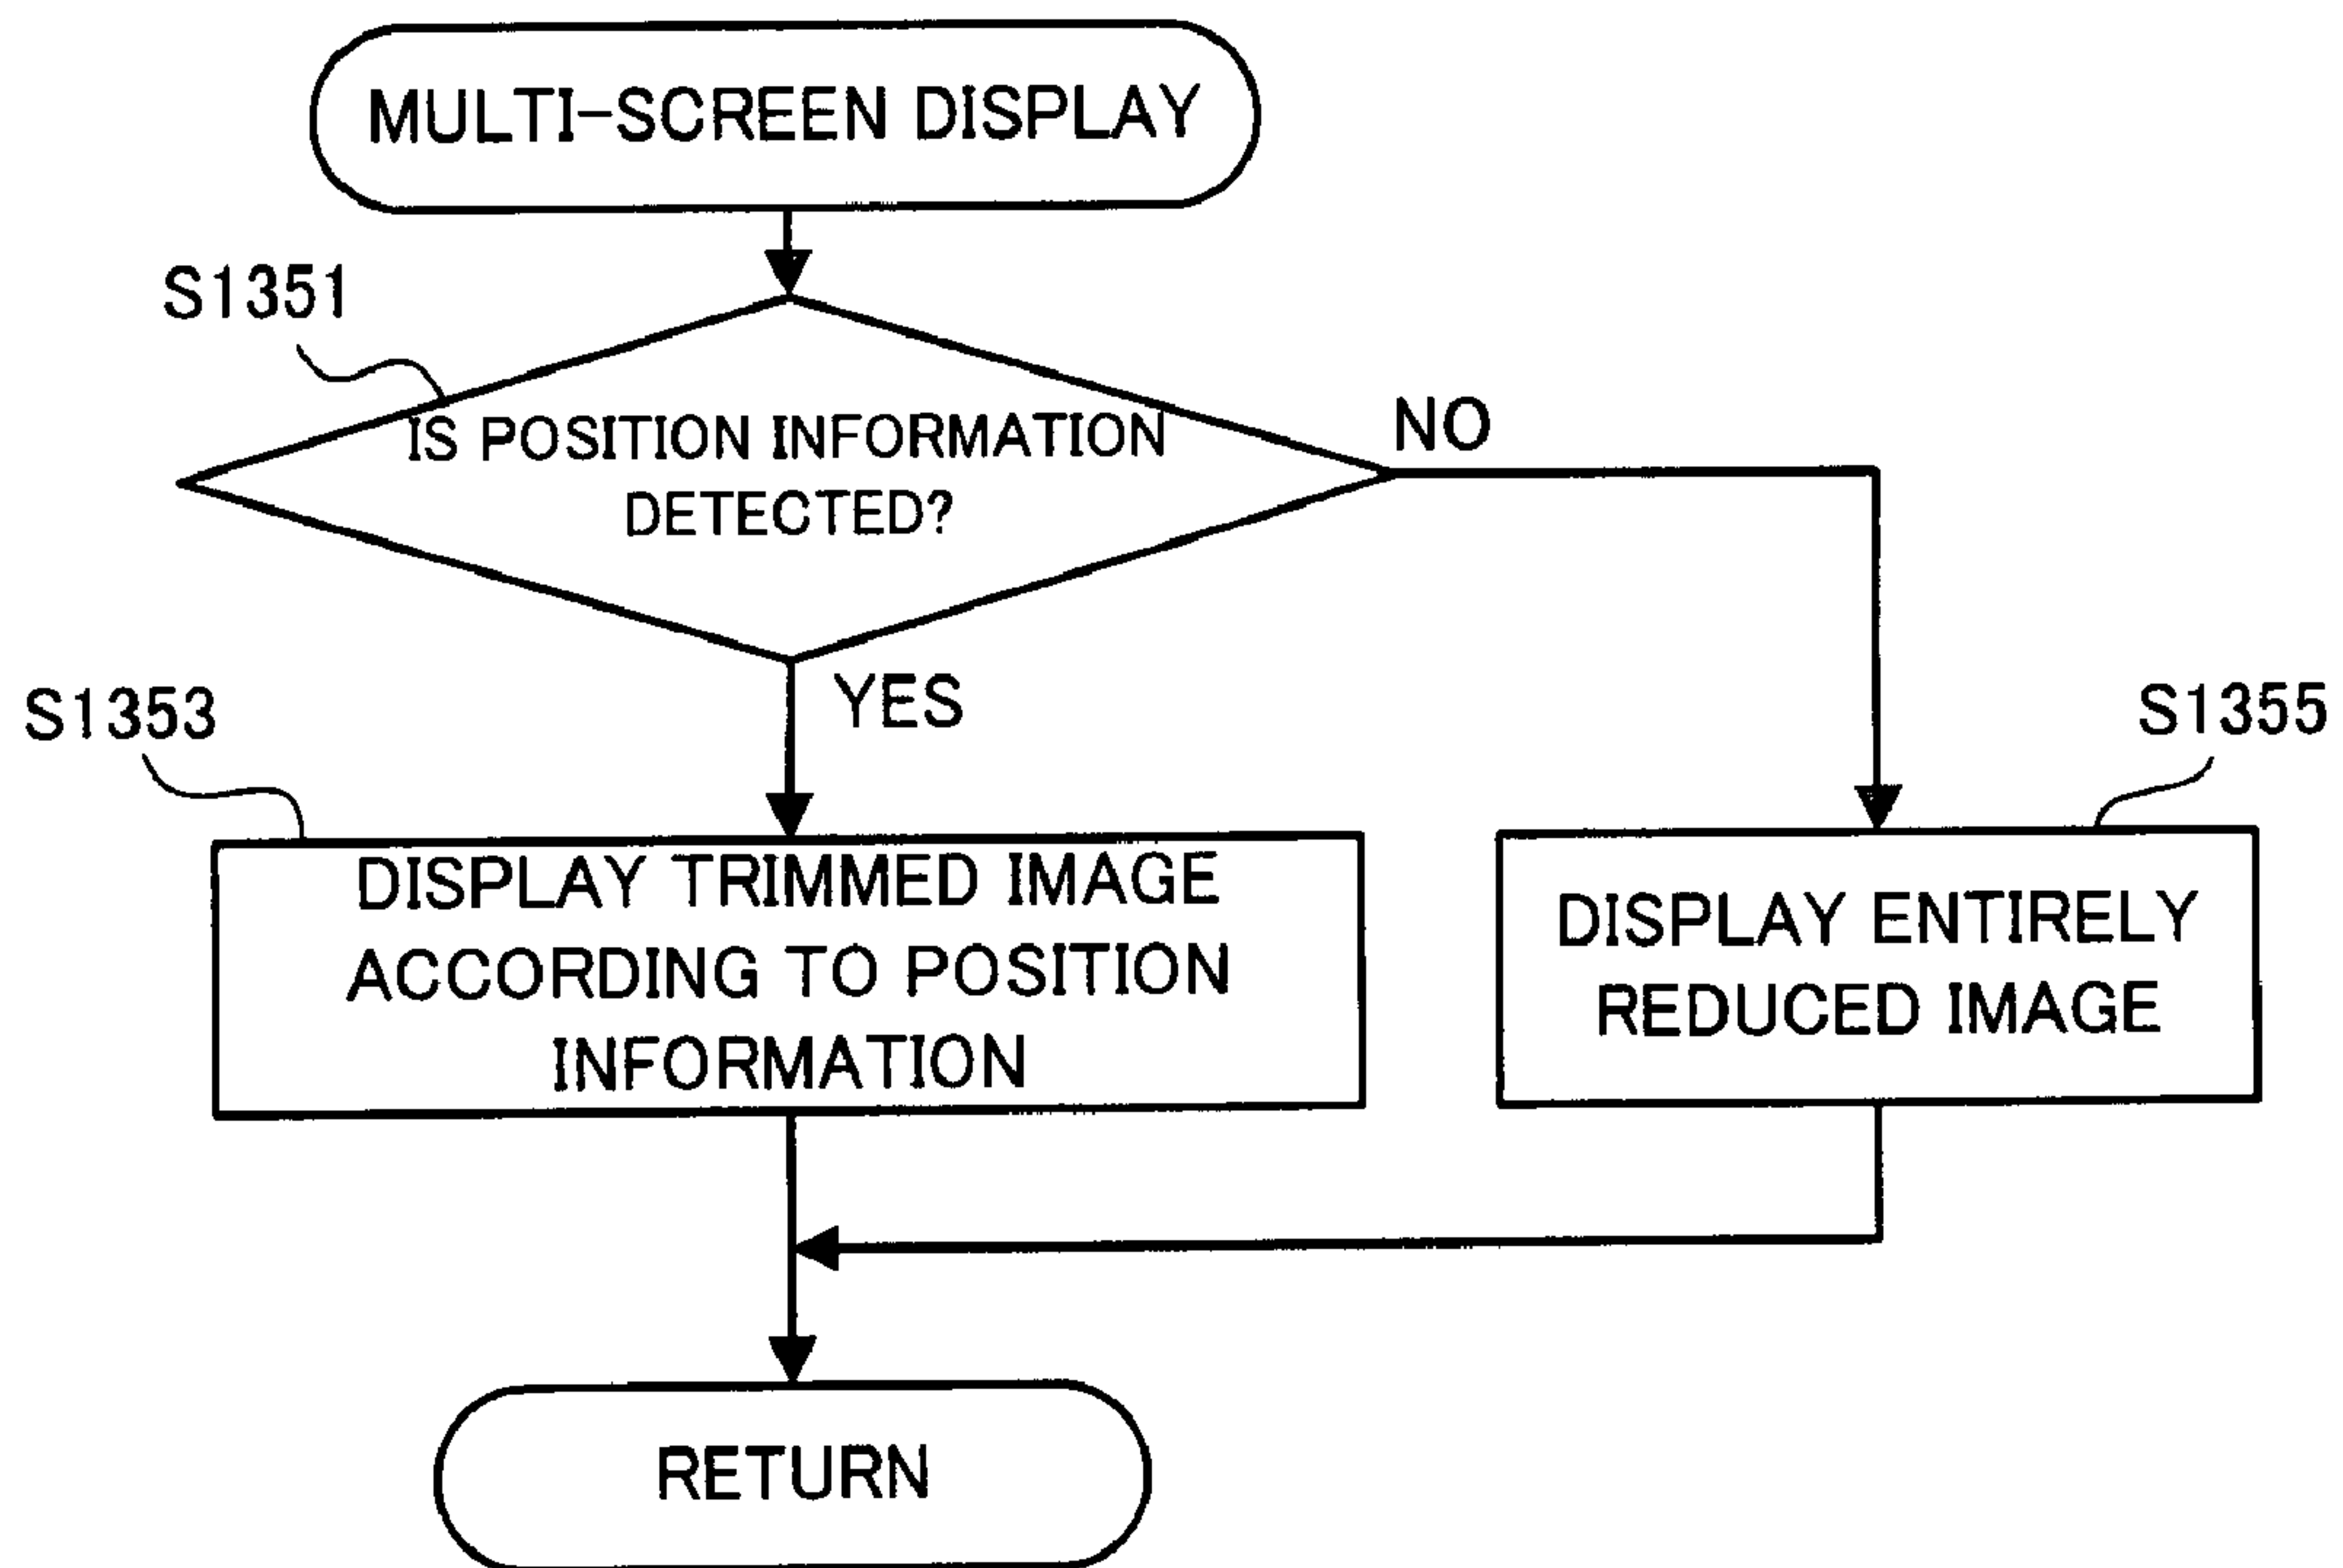 MULTI-SCREEN DISPLAY
S1351
IS POSITION INFORMATION
DETECTED?
NO
YES
S1353
DISPLAY TRIMMED IMAGE
ACCORDING TO POSITION
INFORMATION
S1355
DISPLAY ENTIRELY
REDUCED IMAGE
RETURN